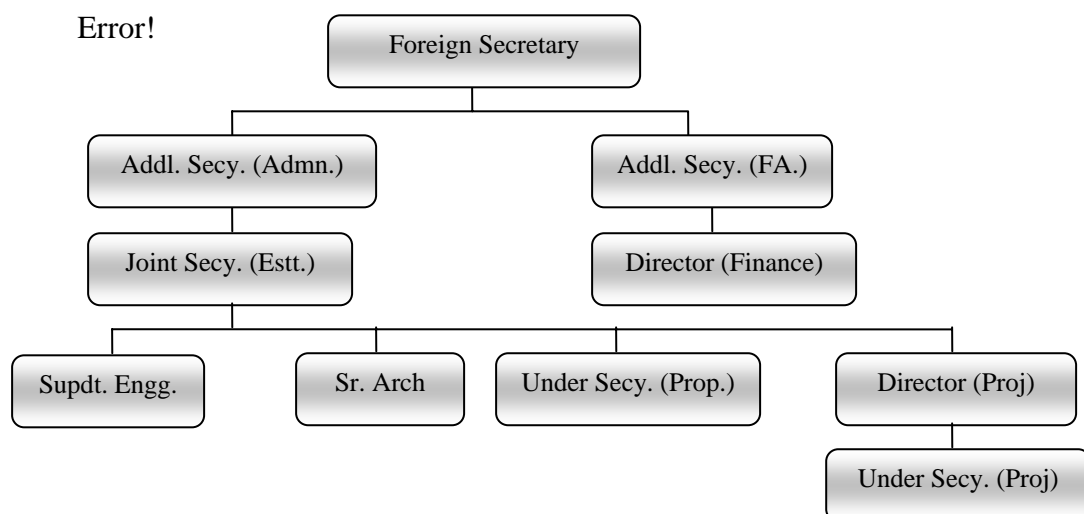 Error!
Foreign Secretary
Addl. Secy. (Admn.)
Addl. Secy. (FA.)
Joint Secy. (Estt.)
Director (Finance)
Supdt. Engg.
Sr. Arch
Under Secy. (Prop.)
Director (Proj)
Under Secy. (Proj)